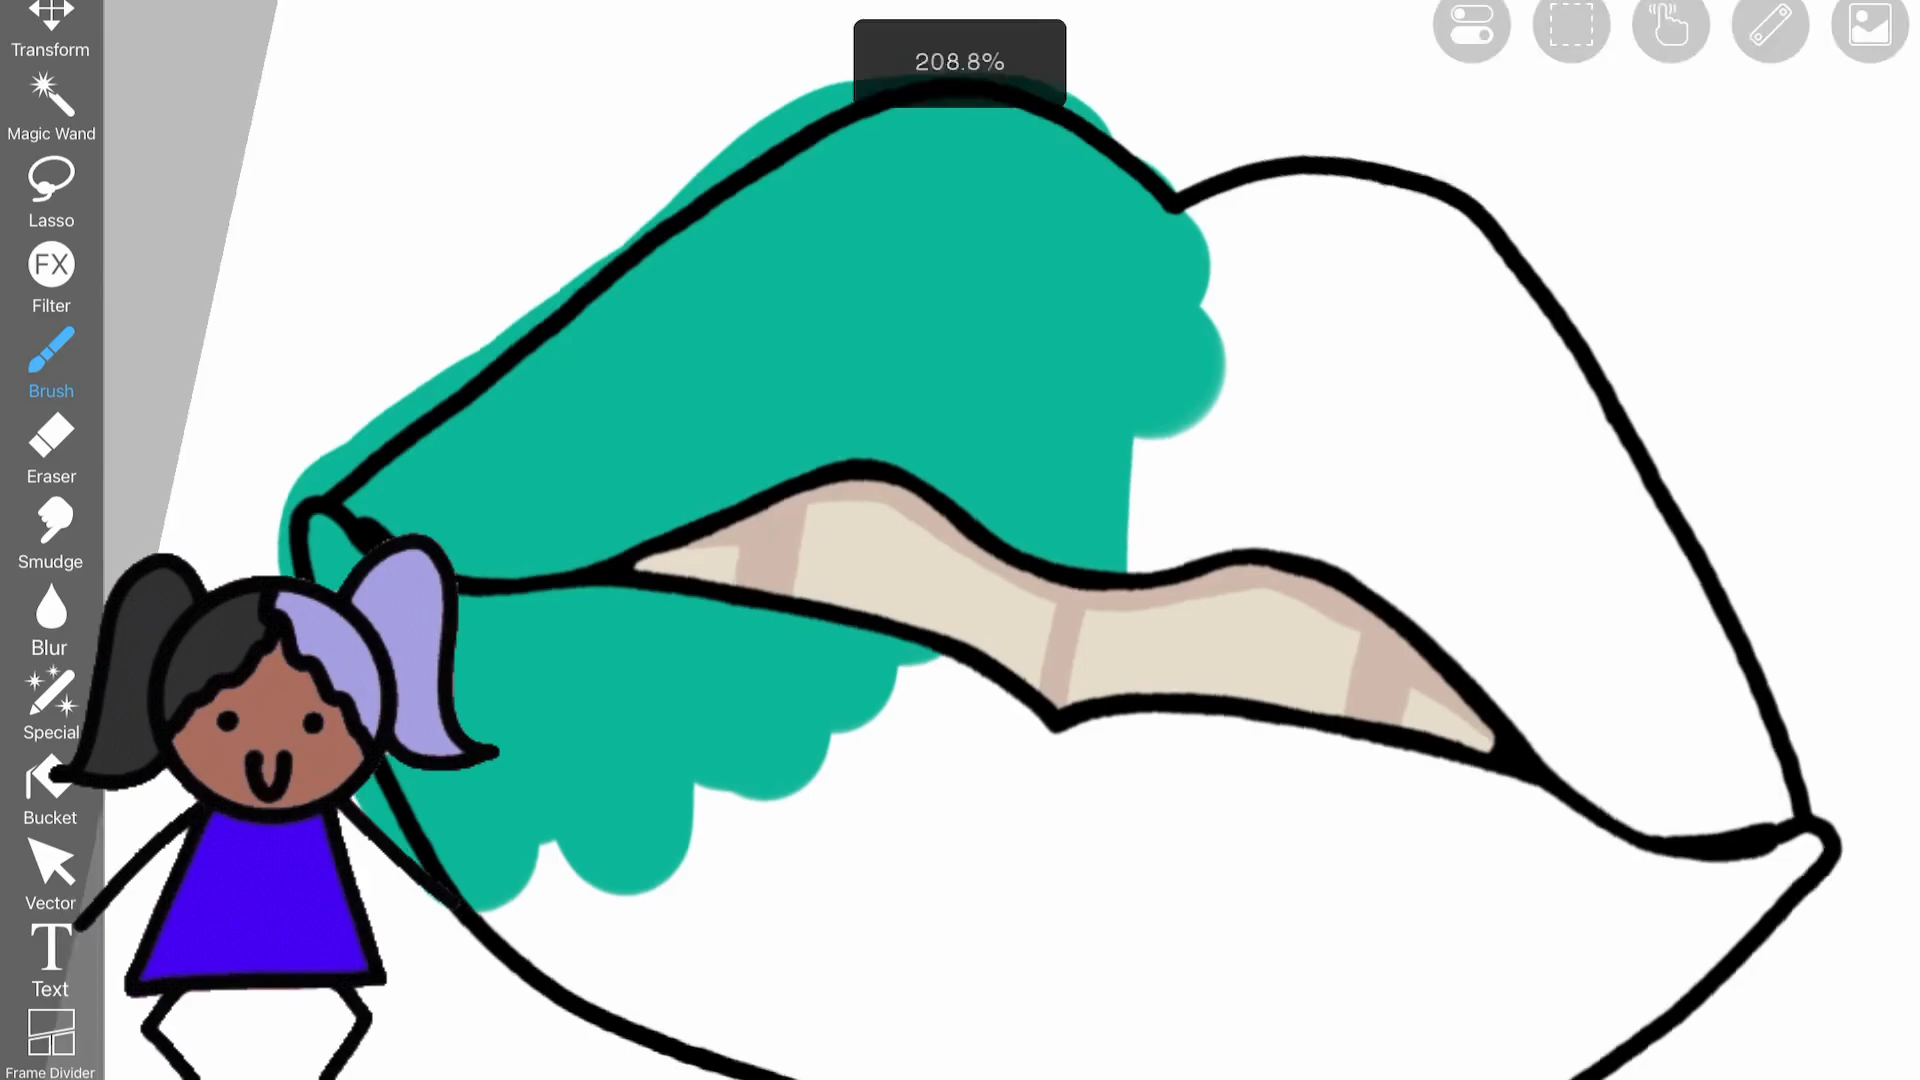 208.8%
Transform
Magic Wand
Lasso
FX
Filter
Brush
Eraser
Smudge
Blur
Special
Bucket
Vector
T
Text
Frame Divider